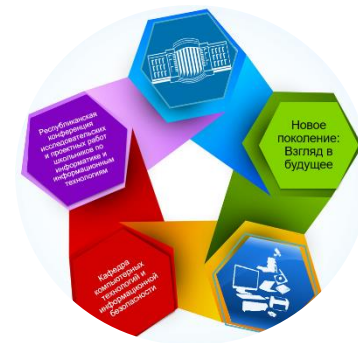 Республиканская
конференция
исследовательских
и проектных работ
школьников по
информатике и
информационным
технологиям
Новое
поколение:
Взгляд в
будущее
Кафедра
компьютерных
технологий и
информационной
безопасности